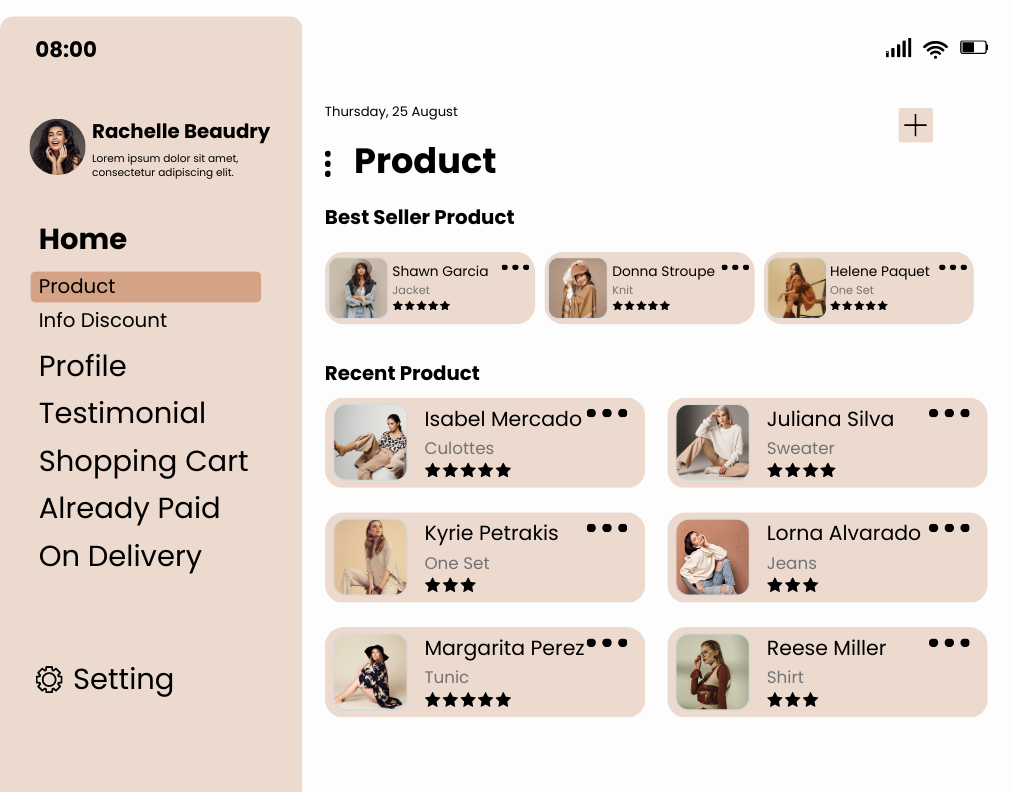 08:00
Rachelle Beaudry
Lorem ipsum dolor sit amet,
consectetur adipiscing elit.
Home
Product
Info Discount
Profile
Testimonial
Shopping Cart
Already Paid
On Delivery
Setting
Thursday, 25 August
Product
Best Seller Product
Shawn Garcia
Jacket
Donna Stroupe
Knit
Helene Paquet
One Set
Recent Product
Isabel Mercado
Culottes
Juliana Silva
Sweater
Kyrie Petrakis
One Set
Lorna Alvarado
Jeans
Margarita Perez
Tunic
Reese Miller
Shirt